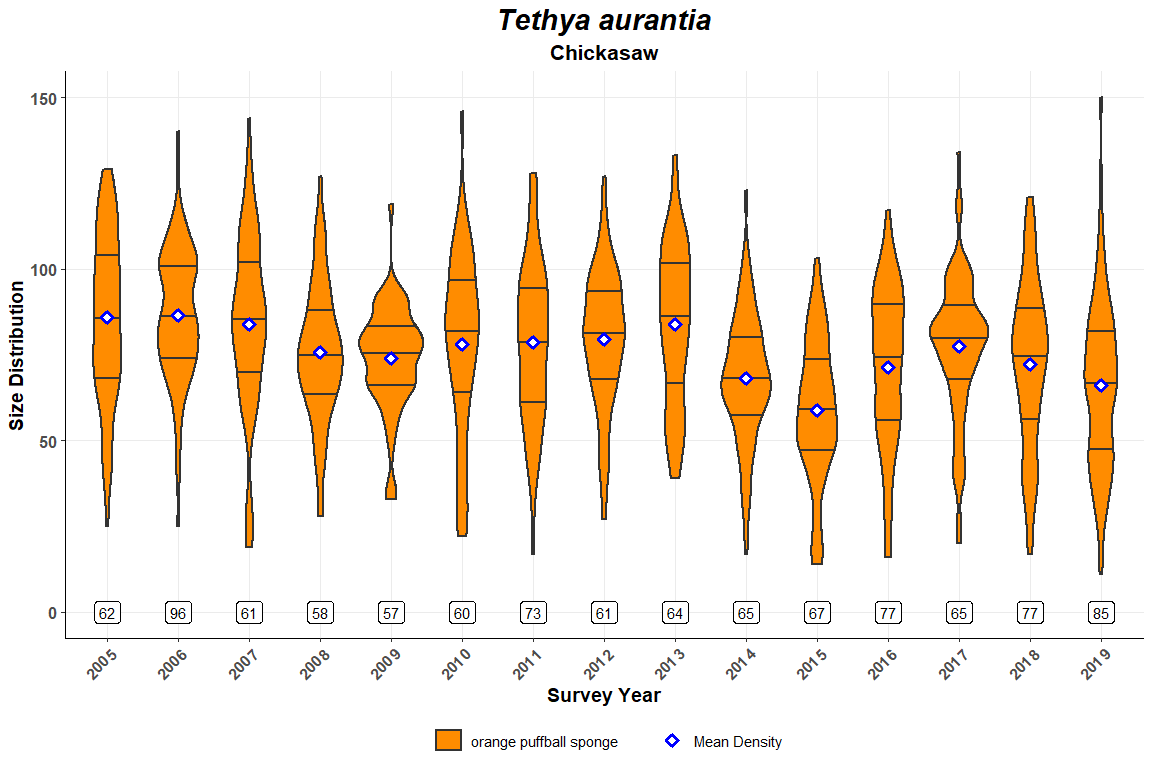 Tethya aurantia
Chickasaw
Size Distribution
150
100
50
0
62 96 61 58 57 60 73 61 64 65 67 77 65 77 85
2005 2006 2007 2008 2009 2010 2011 2012 2013 2014 2015 2016 2017 2018 2019
Survey Year
orange puffball sponge Mean Density